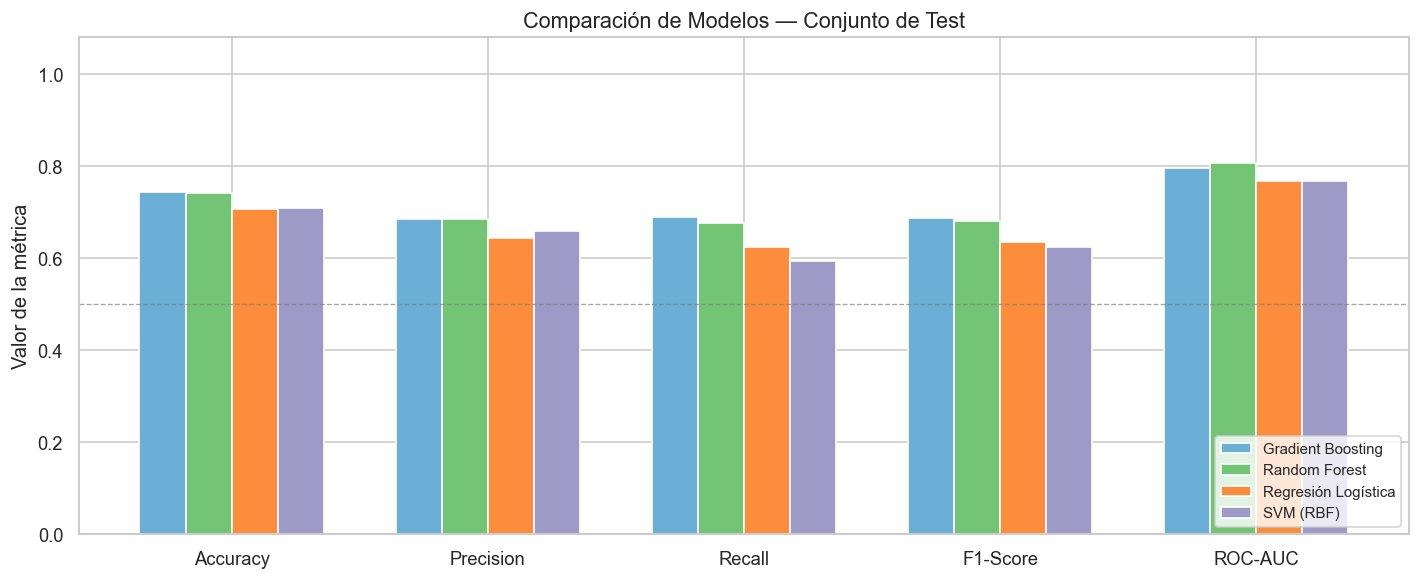 Comparación de Modelos — Conjunto de Test
Valor de la métrica
1.0
0.8
0.6
0.4
0.2
0.0
Accuracy
Precision
Recall
F1-Score
ROC-AUC
Gradient Boosting
Random Forest
Regresión Logística
SVM (RBF)